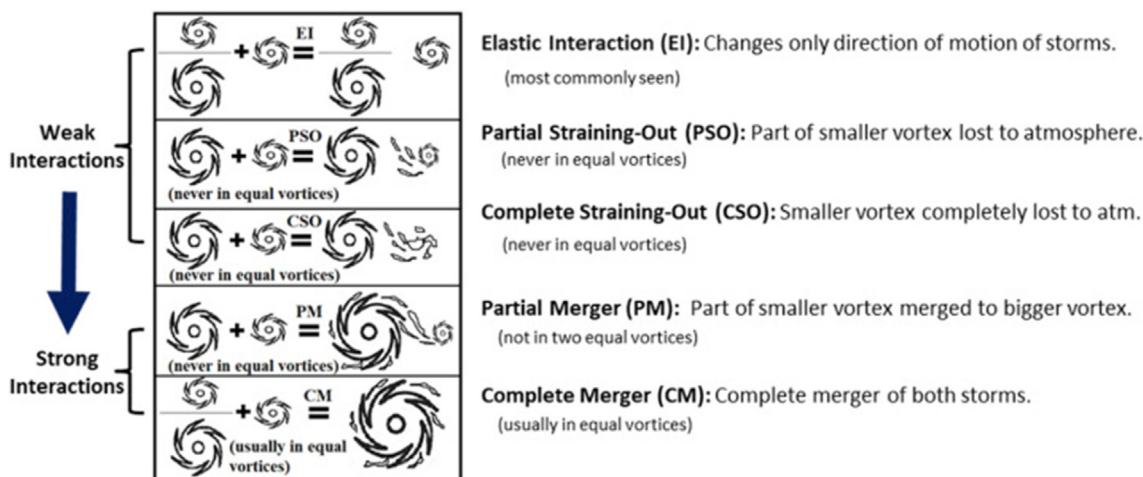 Weak
Interactions
Strong
Interactions
+ EI =
+ PSO =
(never in equal vortices)
+ CSO =
(never in equal vortices)
+ PM =
(never in equal vortices)
+ CM =
(usually in equal
vortices)
Elastic Interaction (EI): Changes only direction of motion of storms.
(most commonly seen)
Partial Straining-Out (PSO): Part of smaller vortex lost to atmosphere.
(never in equal vortices)
Complete Straining-Out (CSO): Smaller vortex completely lost to atm.
(never in equal vortices)
Partial Merger (PM): Part of smaller vortex merged to bigger vortex.
(not in two equal vortices)
Complete Merger (CM): Complete merger of both storms.
(usually in equal vortices)